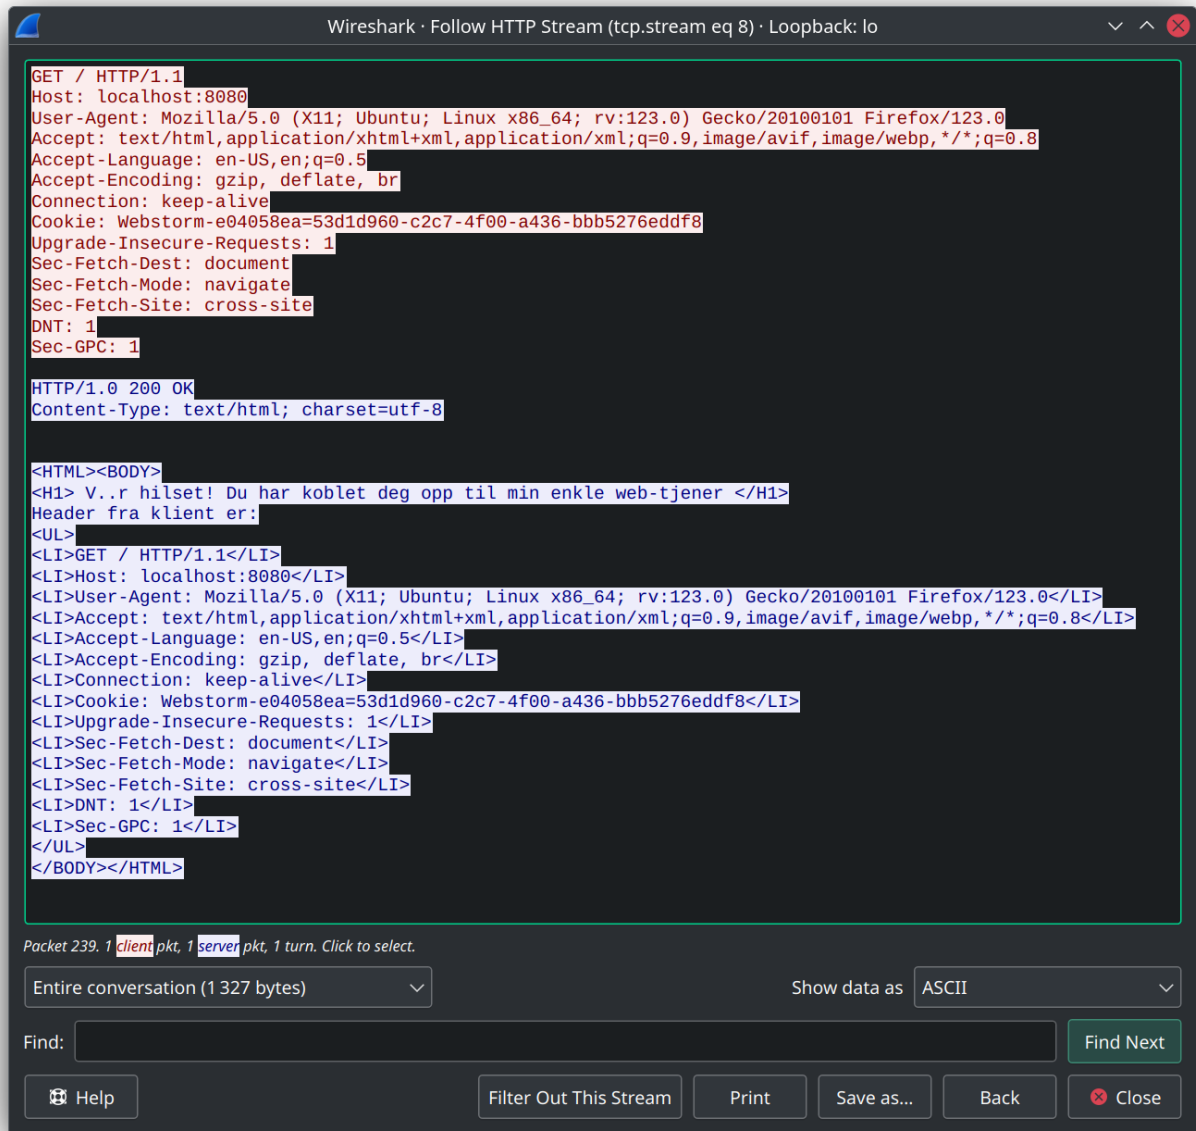 Wireshark · Follow HTTP Stream (tcp.stream eq 8) · Loopback: lo
GET / HTTP/1.1
Host: localhost:8080
User-Agent: Mozilla/5.0 (X11; Ubuntu; Linux x86_64; rv:123.0) Gecko/20100101 Firefox/123.0
Accept: text/html,application/xhtml+xml,application/xml;q=0.9,image/avif,image/webp,*/*;q=0.8
Accept-Language: en-US,en;q=0.5
Accept-Encoding: gzip, deflate, br
Connection: keep-alive
Cookie: Webstorm-e04058ea=53d1d960-c2c7-4f00-a436-bbb5276eddf8
Upgrade-Insecure-Requests: 1
Sec-Fetch-Dest: document
Sec-Fetch-Mode: navigate
Sec-Fetch-Site: cross-site
DNT: 1
Sec-GPC: 1
HTTP/1.0 200 OK
Content-Type: text/html; charset=utf-8
<HTML><BODY>
<H1> V..r hilset! Du har koblet deg opp til min enkle web-tjener </H1>
Header fra klient er:
<UL>
<LI>GET / HTTP/1.1</LI>
<LI>Host: localhost:8080</LI>
<LI>User-Agent: Mozilla/5.0 (X11; Ubuntu; Linux x86_64; rv:123.0) Gecko/20100101 Firefox/123.0</LI>
<LI>Accept: text/html,application/xhtml+xml,application/xml;q=0.9,image/avif,image/webp,*/*;q=0.8</LI>
<LI>Accept-Language: en-US,en;q=0.5</LI>
<LI>Accept-Encoding: gzip, deflate, br</LI>
<LI>Connection: keep-alive</LI>
<LI>Cookie: Webstorm-e04058ea=53d1d960-c2c7-4f00-a436-bbb5276eddf8</LI>
<LI>Upgrade-Insecure-Requests: 1</LI>
<LI>Sec-Fetch-Dest: document</LI>
<LI>Sec-Fetch-Mode: navigate</LI>
<LI>Sec-Fetch-Site: cross-site</LI>
<LI>DNT: 1</LI>
<LI>Sec-GPC: 1</LI>
</UL>
</BODY></HTML>
Packet 239. 1 client pkt, 1 server pkt, 1 turn. Click to select.
Entire conversation (1 327 bytes) Show data as ASCII
Find: Find Next
Help Filter Out This Stream Print Save as... Back Close